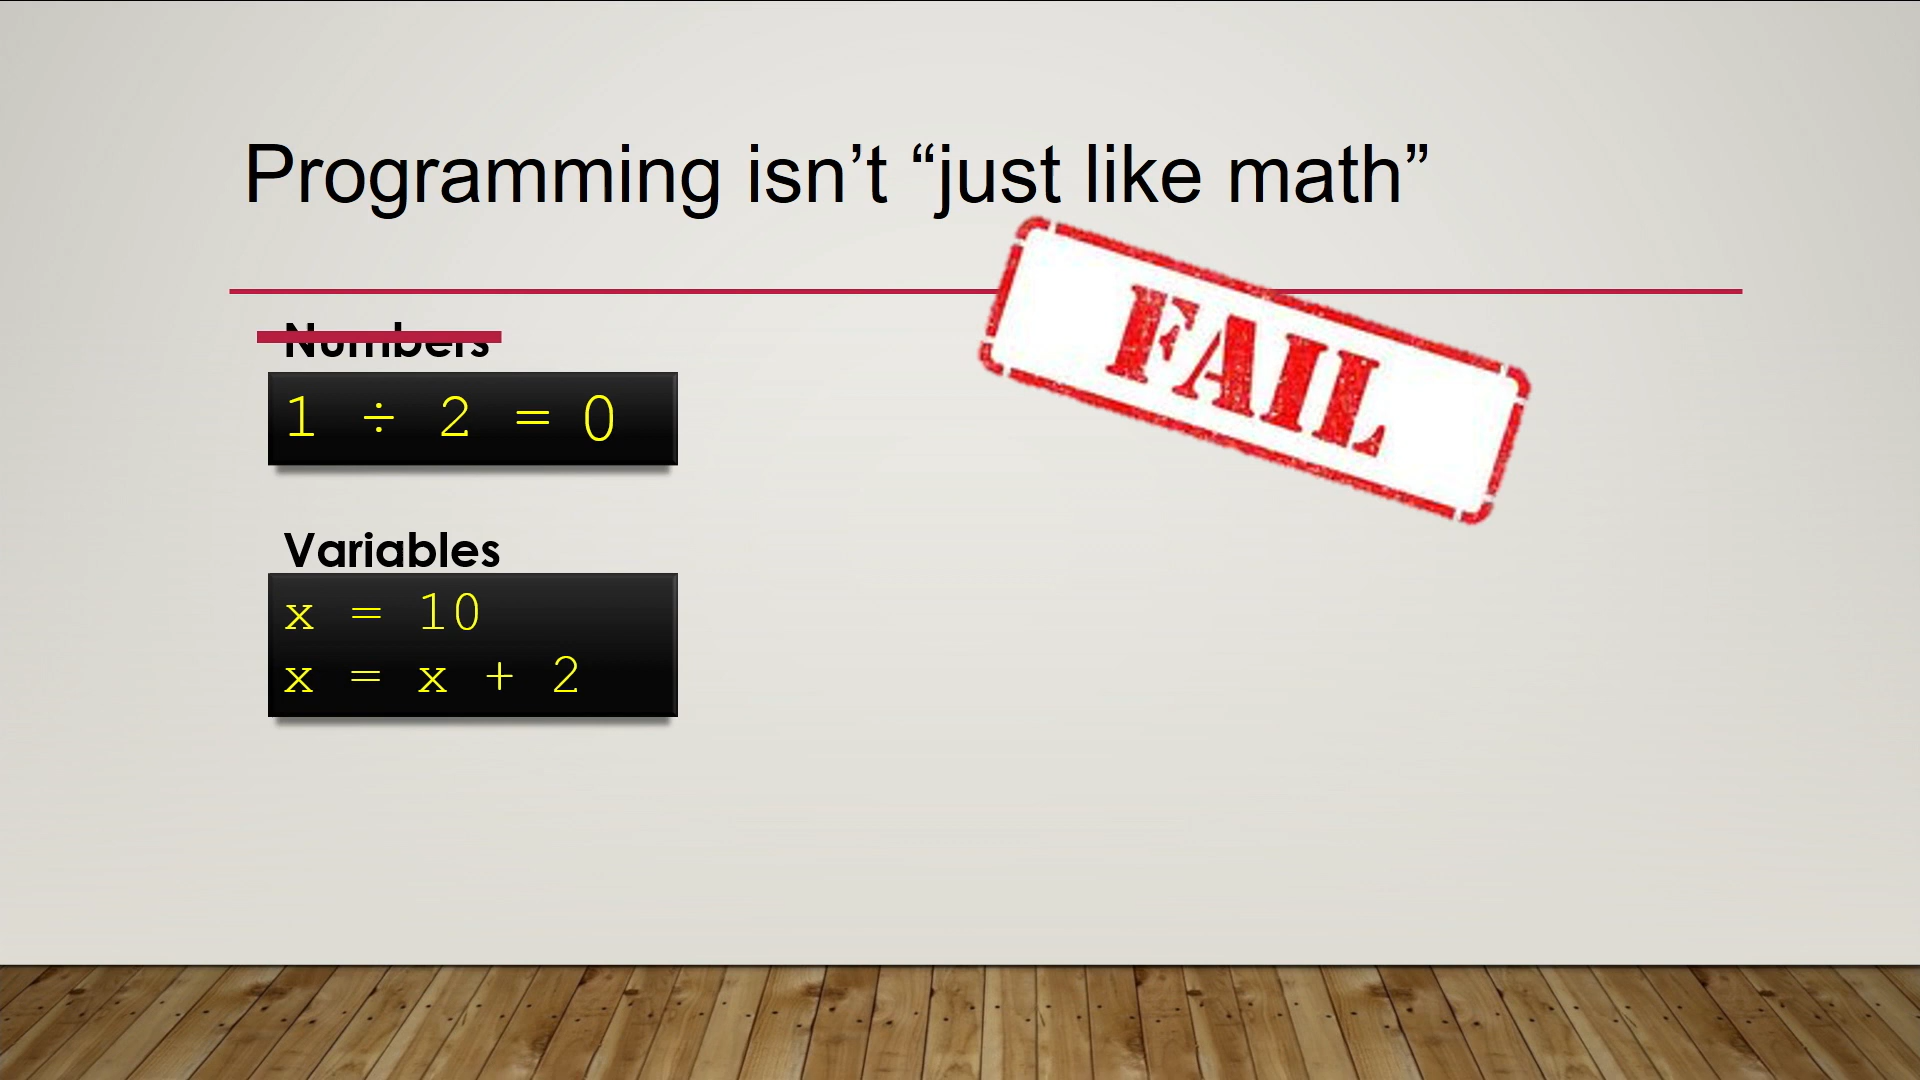 Programming isn’t “just like math”
FAIL
Numbers
1 ÷ 2 = 0
Variables
x = 10
x = x + 2